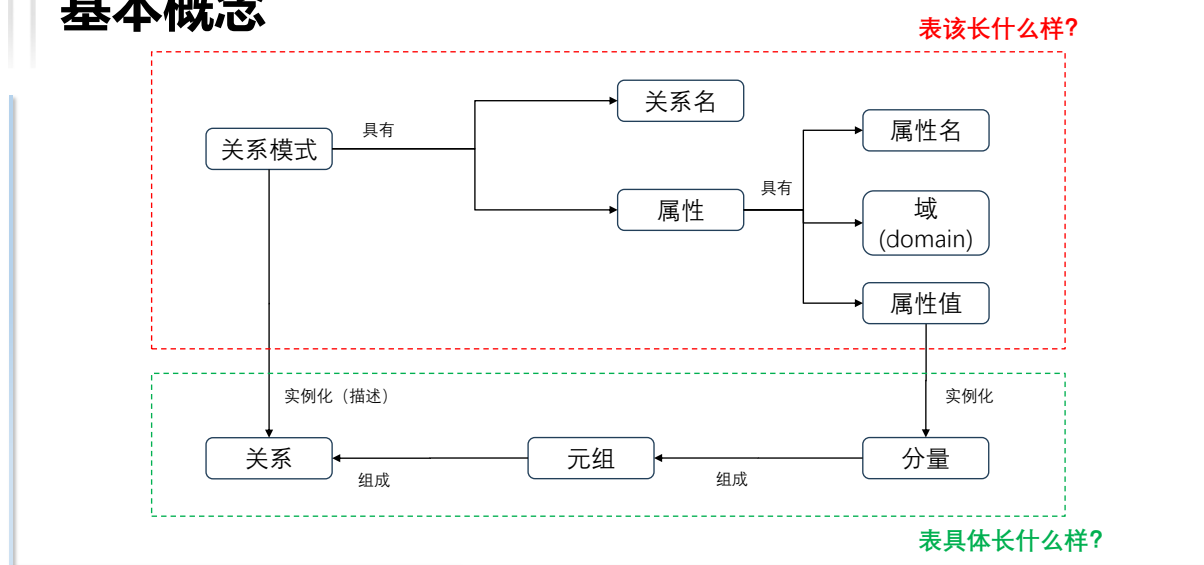 基本概念
表该长什么样?
关系名
属性名
具有
关系模式
具有
属性
域
(domain)
属性值
实例化（描述）
实例化
关系
元组
分量
组成
组成
表具体长什么样?